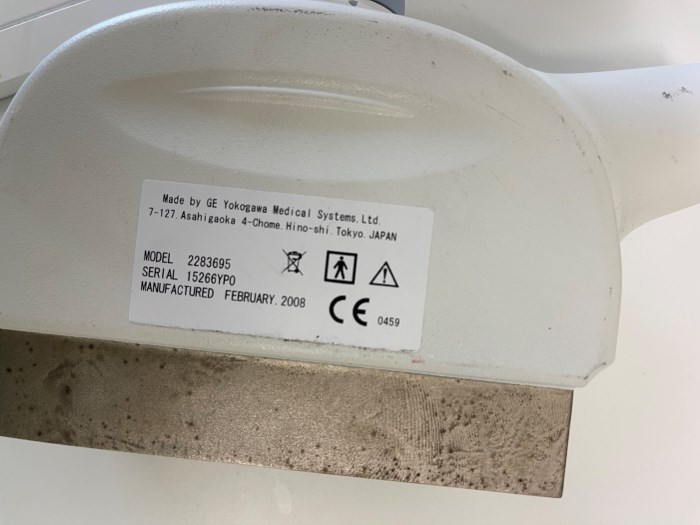 Made by GE Yokogawa Medical Systems.Ltd.
7-127.Asahigaoka 4-Chome.Hino-shi.Tokyo.JAPAN
MODEL 2283695
SERIAL 15266YP0
MANUFACTURED FEBRUARY.2008
CE 0459